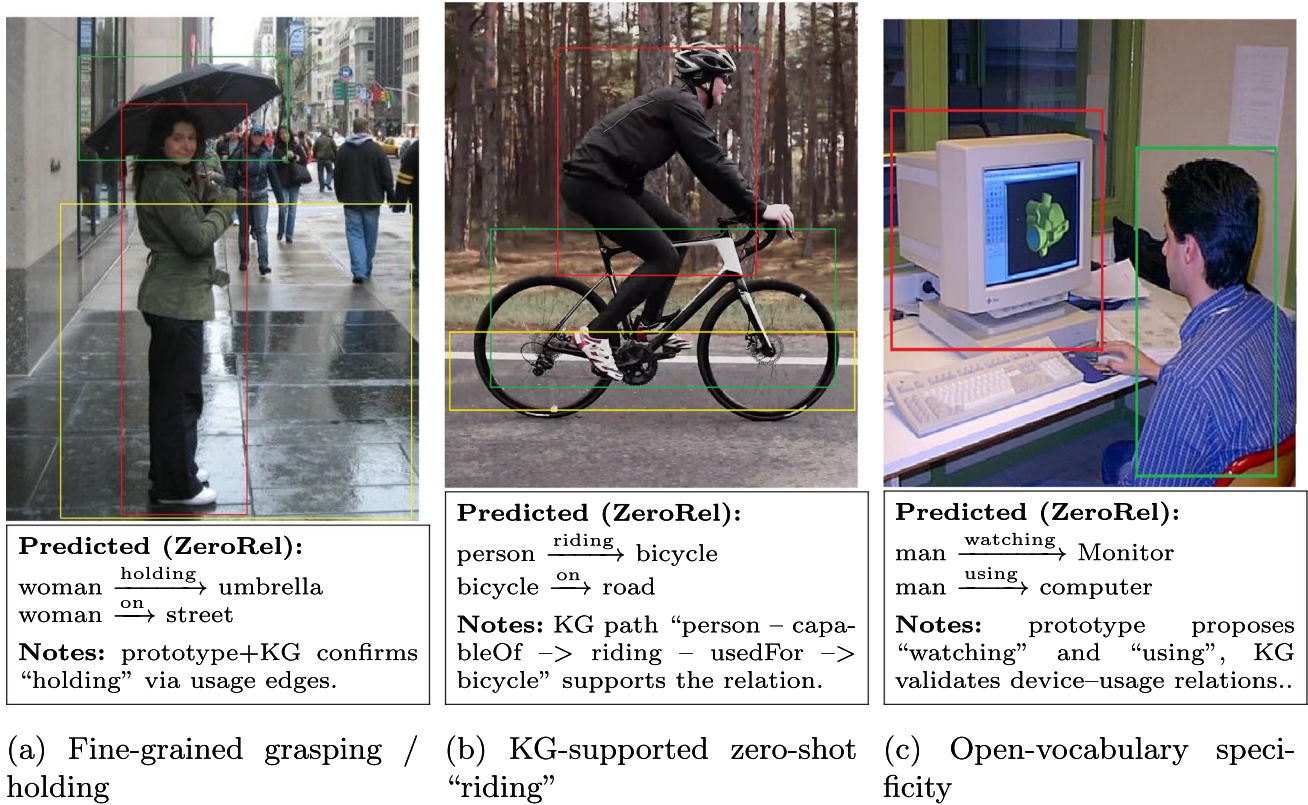 Predicted (ZeroRel):
woman holding⟶ umbrella
woman on⟶ street
Notes: prototype+KG confirms
“holding” via usage edges.
(a) Fine-grained grasping /
holding
Predicted (ZeroRel):
person riding⟶ bicycle
bicycle on⟶ road
Notes: KG path “person – capa-
bleOf –> riding – usedFor –>
bicycle” supports the relation.
(b) KG-supported zero-shot
“riding”
Predicted (ZeroRel):
man watching⟶ Monitor
man using⟶ computer
Notes: prototype proposes
“watching” and “using”, KG
validates device–usage relations..
(c) Open-vocabulary speci-
ficity